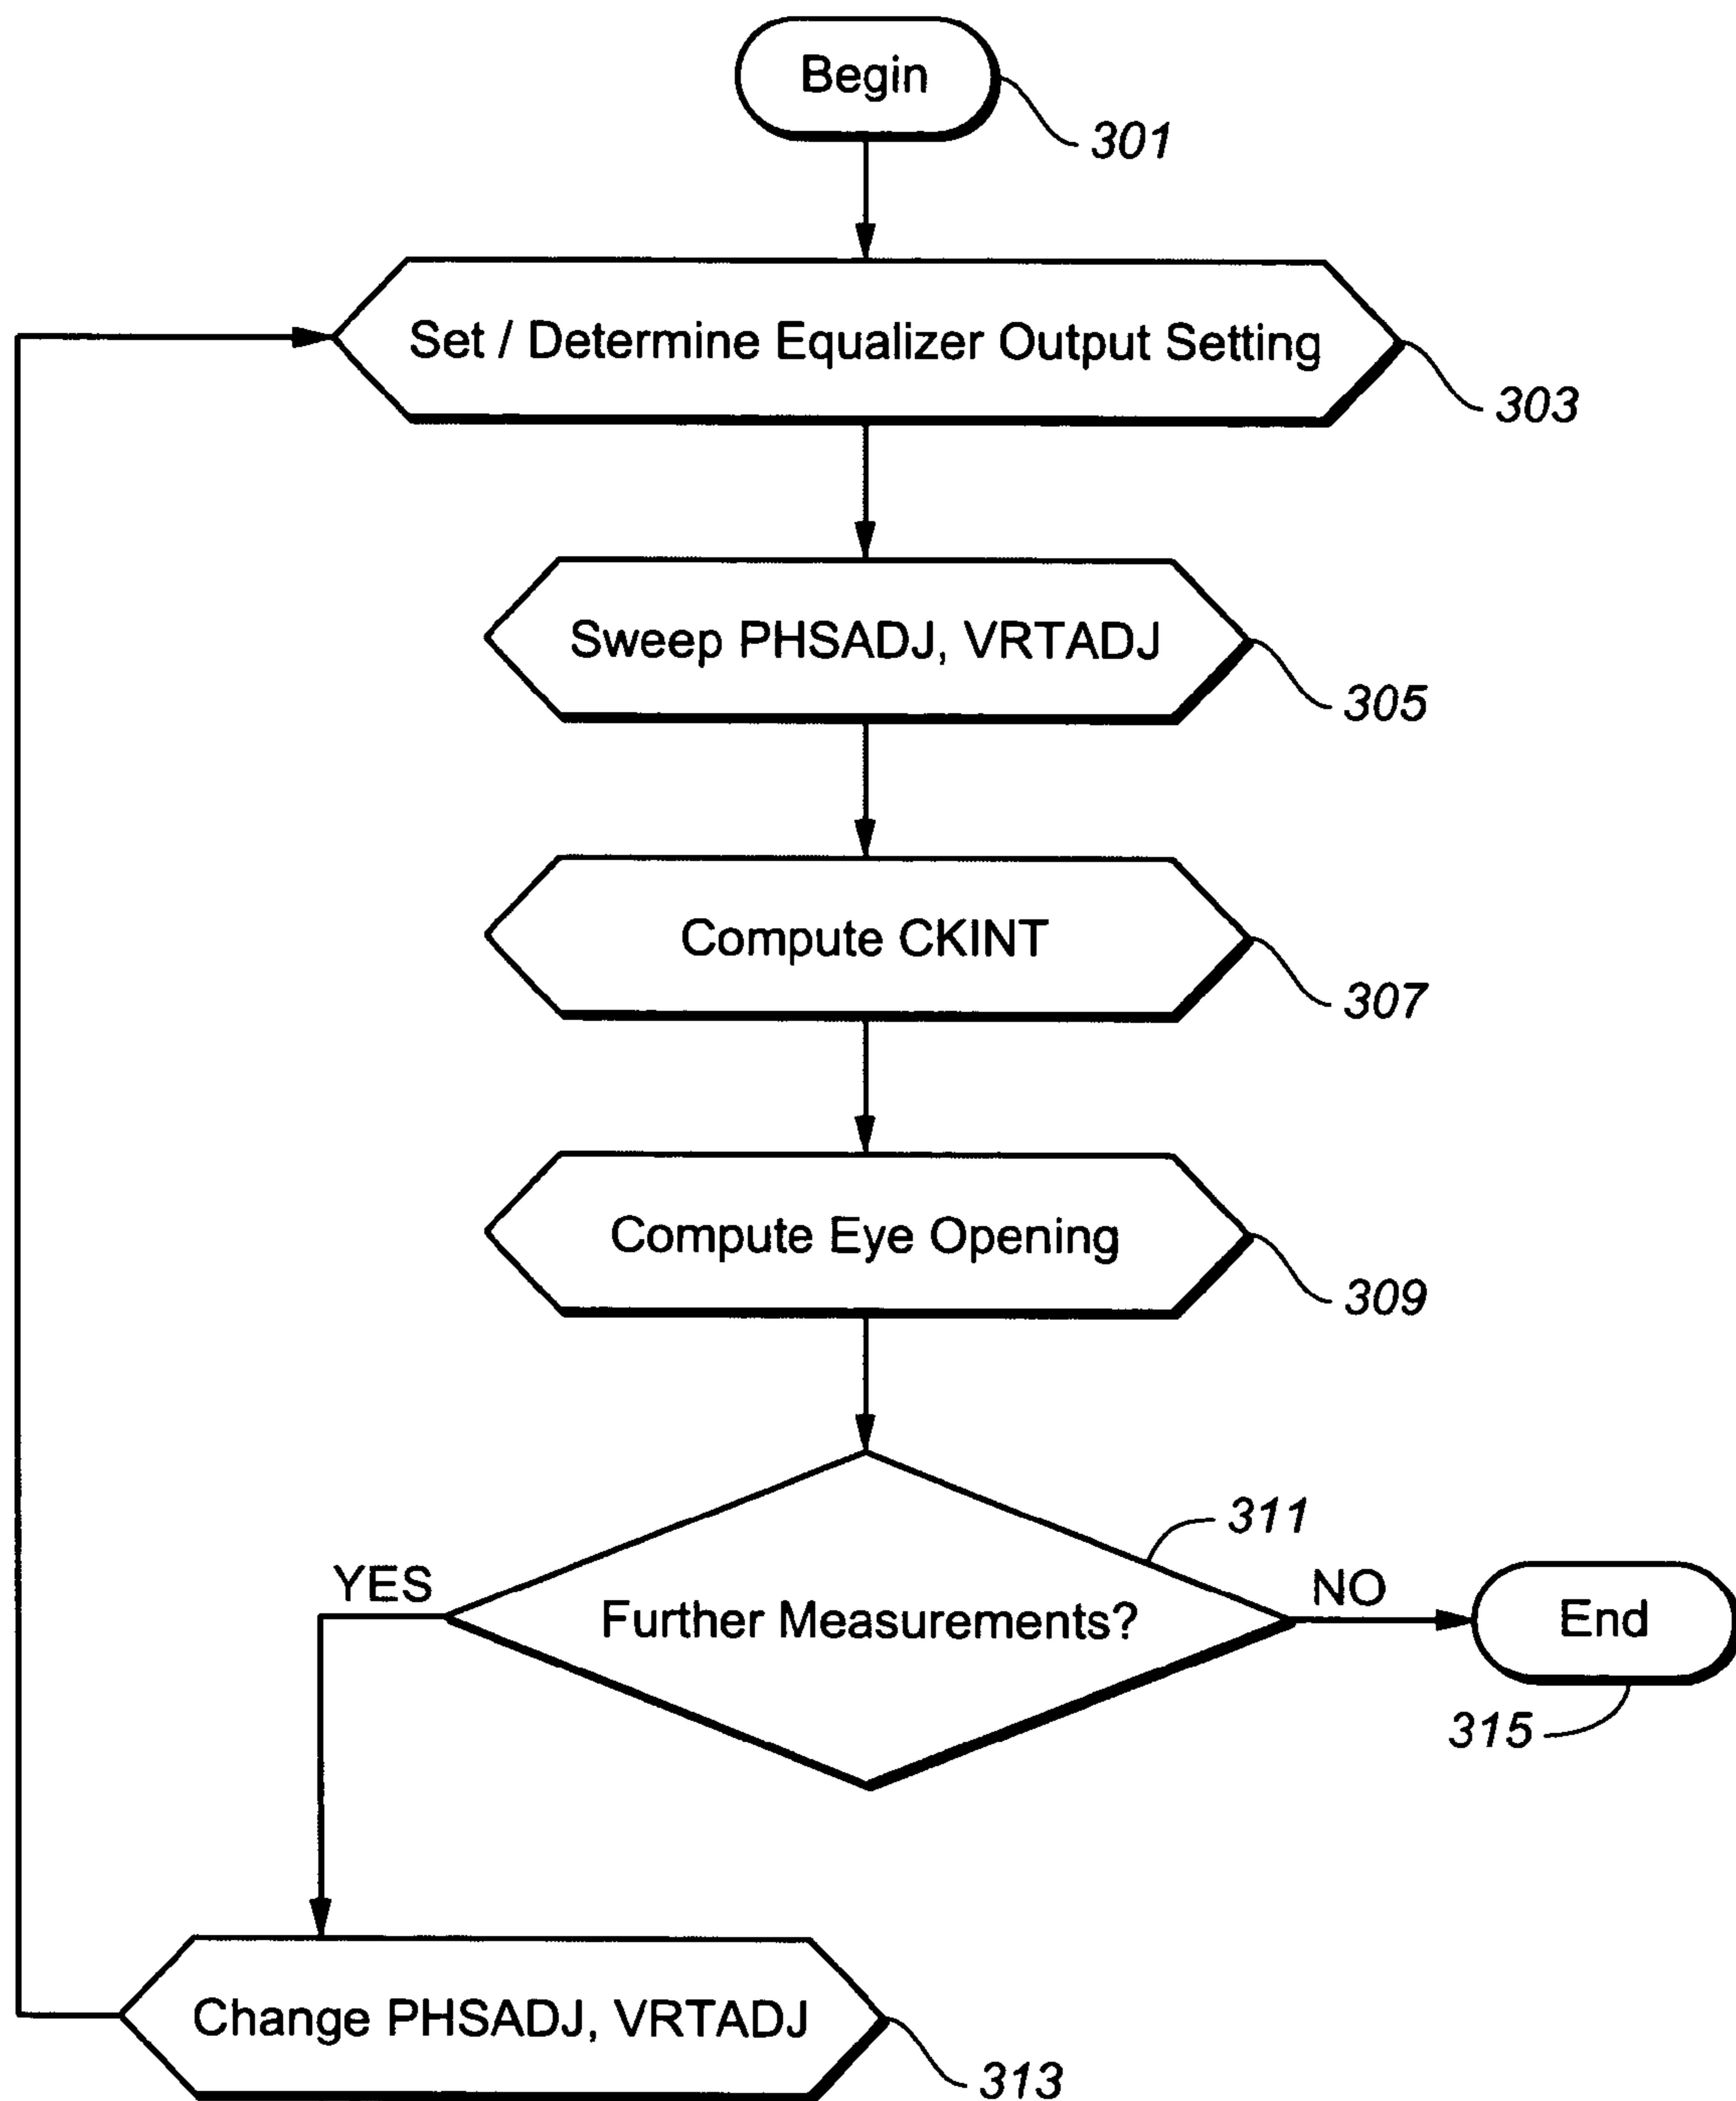 Begin
301
Set / Determine Equalizer Output Setting
303
Sweep PHSADJ, VRTADJ
305
Compute CKINT
307
Compute Eye Opening
309
311
YES
NO
Further Measurements?
End
315
Change PHSADJ, VRTADJ
313